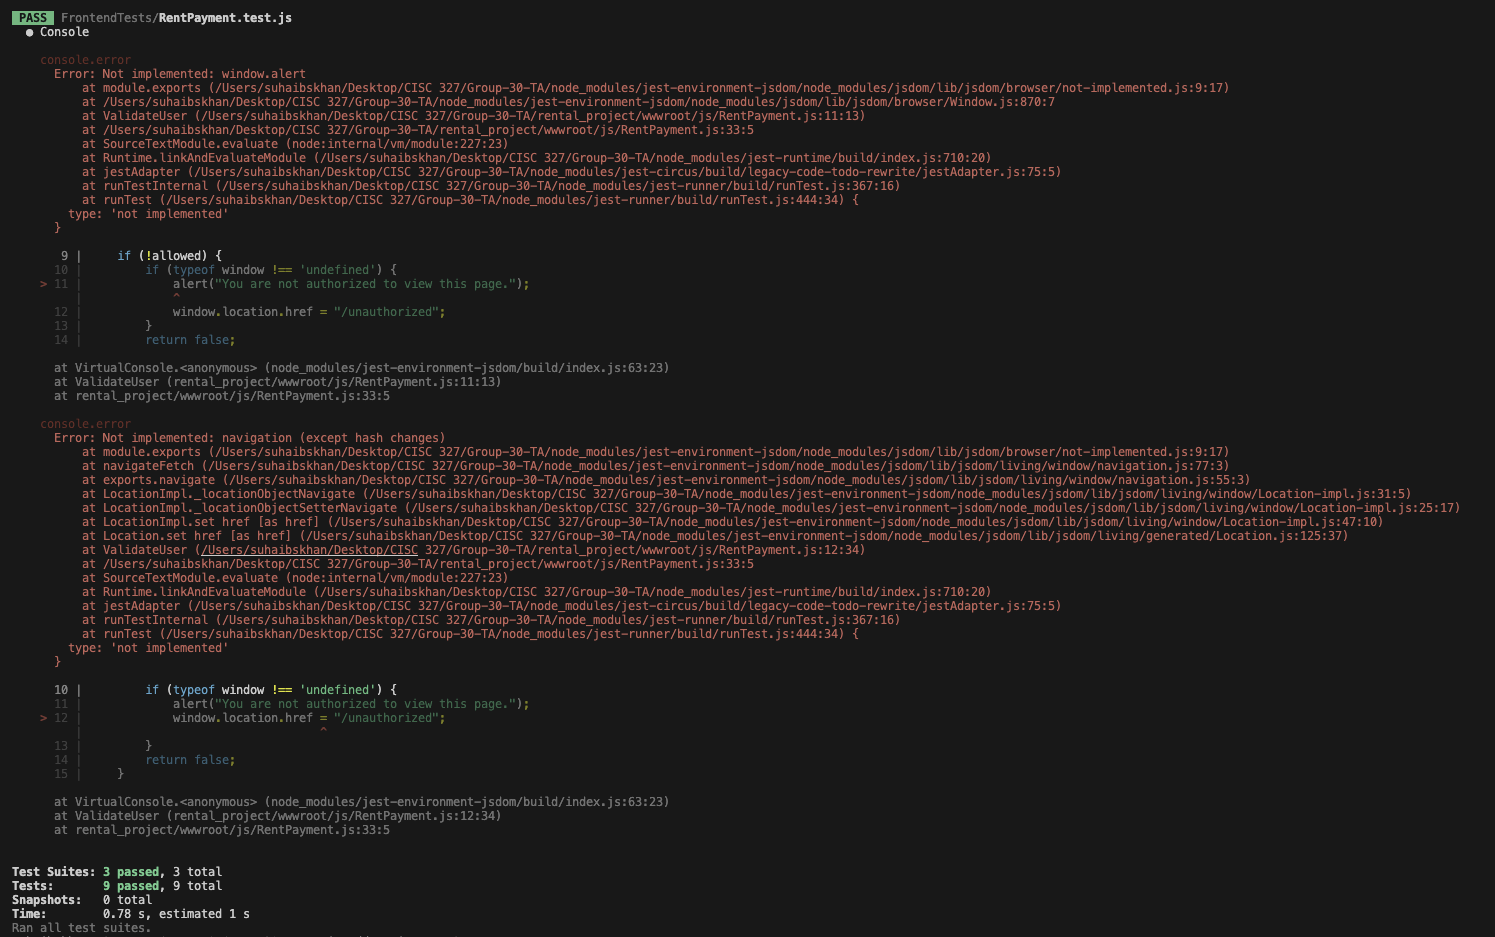 PASS FrontendTests/RentPayment.test.js
● Console
console.error
Error: Not implemented: window.alert
at module.exports (/Users/suhaibskhan/Desktop/CISC 327/Group-30-TA/node_modules/jest-environment-jsdom/node_modules/jsdom/lib/jsdom/browser/not-implemented.js:9:17)
at /Users/suhaibskhan/Desktop/CISC 327/Group-30-TA/node_modules/jest-environment-jsdom/node_modules/jsdom/lib/jsdom/browser/Window.js:870:7
at ValidateUser (/Users/suhaibskhan/Desktop/CISC 327/Group-30-TA/rental_project/wwwroot/js/RentPayment.js:11:13)
at /Users/suhaibskhan/Desktop/CISC 327/Group-30-TA/rental_project/wwwroot/js/RentPayment.js:33:5
at SourceTextModule.evaluate (node:internal/vm/module:227:23)
at Runtime.linkAndEvaluateModule (/Users/suhaibskhan/Desktop/CISC 327/Group-30-TA/node_modules/jest-runtime/build/index.js:710:20)
at jestAdapter (/Users/suhaibskhan/Desktop/CISC 327/Group-30-TA/node_modules/jest-circus/build/legacy-code-todo-rewrite/jestAdapter.js:75:5)
at runTestInternal (/Users/suhaibskhan/Desktop/CISC 327/Group-30-TA/node_modules/jest-runner/build/runTest.js:367:16)
at runTest (/Users/suhaibskhan/Desktop/CISC 327/Group-30-TA/node_modules/jest-runner/build/runTest.js:444:34) {
type: 'not implemented'
}
9 | if (!allowed) {
10 | if (typeof window !== 'undefined') {
> 11 | alert("You are not authorized to view this page.");
| ^
12 | window.location.href = "/unauthorized";
13 | }
14 | return false;
at VirtualConsole.<anonymous> (node_modules/jest-environment-jsdom/build/index.js:63:23)
at ValidateUser (rental_project/wwwroot/js/RentPayment.js:11:13)
at rental_project/wwwroot/js/RentPayment.js:33:5
console.error
Error: Not implemented: navigation (except hash changes)
at module.exports (/Users/suhaibskhan/Desktop/CISC 327/Group-30-TA/node_modules/jest-environment-jsdom/node_modules/jsdom/lib/jsdom/browser/not-implemented.js:9:17)
at navigateFetch (/Users/suhaibskhan/Desktop/CISC 327/Group-30-TA/node_modules/jest-environment-jsdom/node_modules/jsdom/lib/jsdom/living/window/navigation.js:77:3)
at exports.navigate (/Users/suhaibskhan/Desktop/CISC 327/Group-30-TA/node_modules/jest-environment-jsdom/node_modules/jsdom/lib/jsdom/living/window/navigation.js:55:3)
at LocationImpl._locationObjectNavigate (/Users/suhaibskhan/Desktop/CISC 327/Group-30-TA/node_modules/jest-environment-jsdom/node_modules/jsdom/lib/jsdom/living/window/Location-impl.js:31:5)
at LocationImpl._locationObjectSetterNavigate (/Users/suhaibskhan/Desktop/CISC 327/Group-30-TA/node_modules/jest-environment-jsdom/node_modules/jsdom/lib/jsdom/living/window/Location-impl.js:25:17)
at LocationImpl.set href [as href] (/Users/suhaibskhan/Desktop/CISC 327/Group-30-TA/node_modules/jest-environment-jsdom/node_modules/jsdom/lib/jsdom/living/window/Location-impl.js:47:10)
at Location.set href [as href] (/Users/suhaibskhan/Desktop/CISC 327/Group-30-TA/node_modules/jest-environment-jsdom/node_modules/jsdom/lib/jsdom/living/generated/Location.js:125:37)
at ValidateUser (/Users/suhaibskhan/Desktop/CISC 327/Group-30-TA/rental_project/wwwroot/js/RentPayment.js:12:34)
at /Users/suhaibskhan/Desktop/CISC 327/Group-30-TA/rental_project/wwwroot/js/RentPayment.js:33:5
at SourceTextModule.evaluate (node:internal/vm/module:227:23)
at Runtime.linkAndEvaluateModule (/Users/suhaibskhan/Desktop/CISC 327/Group-30-TA/node_modules/jest-runtime/build/index.js:710:20)
at jestAdapter (/Users/suhaibskhan/Desktop/CISC 327/Group-30-TA/node_modules/jest-circus/build/legacy-code-todo-rewrite/jestAdapter.js:75:5)
at runTestInternal (/Users/suhaibskhan/Desktop/CISC 327/Group-30-TA/node_modules/jest-runner/build/runTest.js:367:16)
at runTest (/Users/suhaibskhan/Desktop/CISC 327/Group-30-TA/node_modules/jest-runner/build/runTest.js:444:34) {
type: 'not implemented'
}
10 | if (typeof window !== 'undefined') {
11 | alert("You are not authorized to view this page.");
> 12 | window.location.href = "/unauthorized";
| ^
13 | }
14 | return false;
15 | }
at VirtualConsole.<anonymous> (node_modules/jest-environment-jsdom/build/index.js:63:23)
at ValidateUser (rental_project/wwwroot/js/RentPayment.js:12:34)
at rental_project/wwwroot/js/RentPayment.js:33:5
Test Suites: 3 passed, 3 total
Tests: 9 passed, 9 total
Snapshots: 0 total
Time: 0.78 s, estimated 1 s
Ran all test suites.